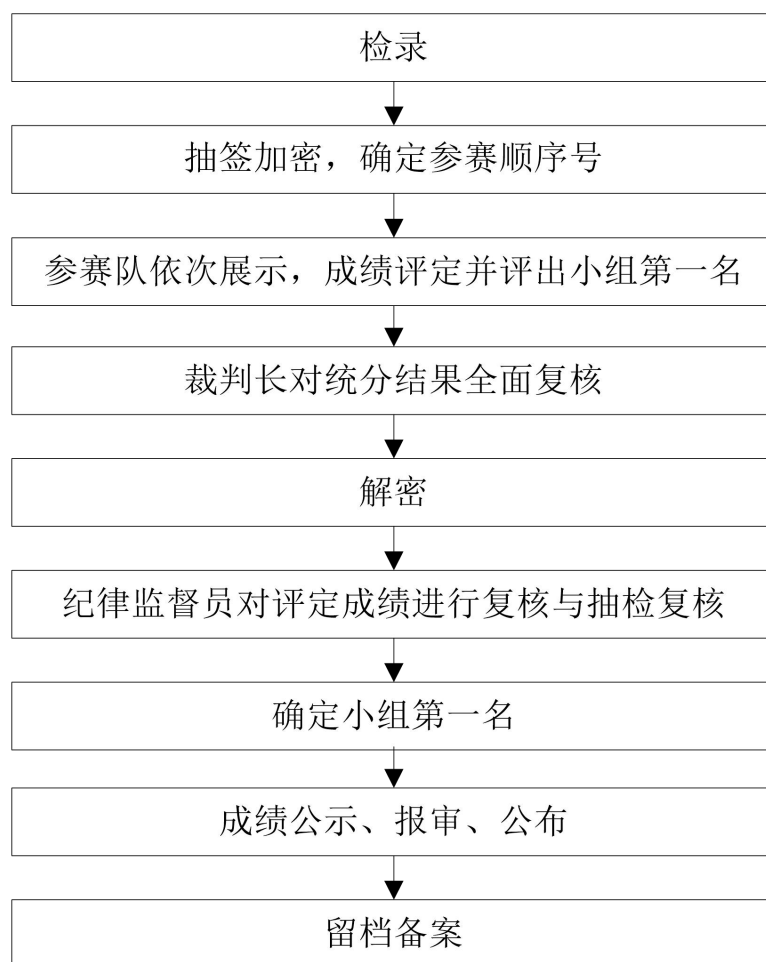 检录
抽签加密，确定参赛顺序号
参赛队依次展示，成绩评定并评出小组第一名
裁判长对统分结果全面复核
解密
纪律监督员对评定成绩进行复核与抽检复核
确定小组第一名
成绩公示、报审、公布
留档备案